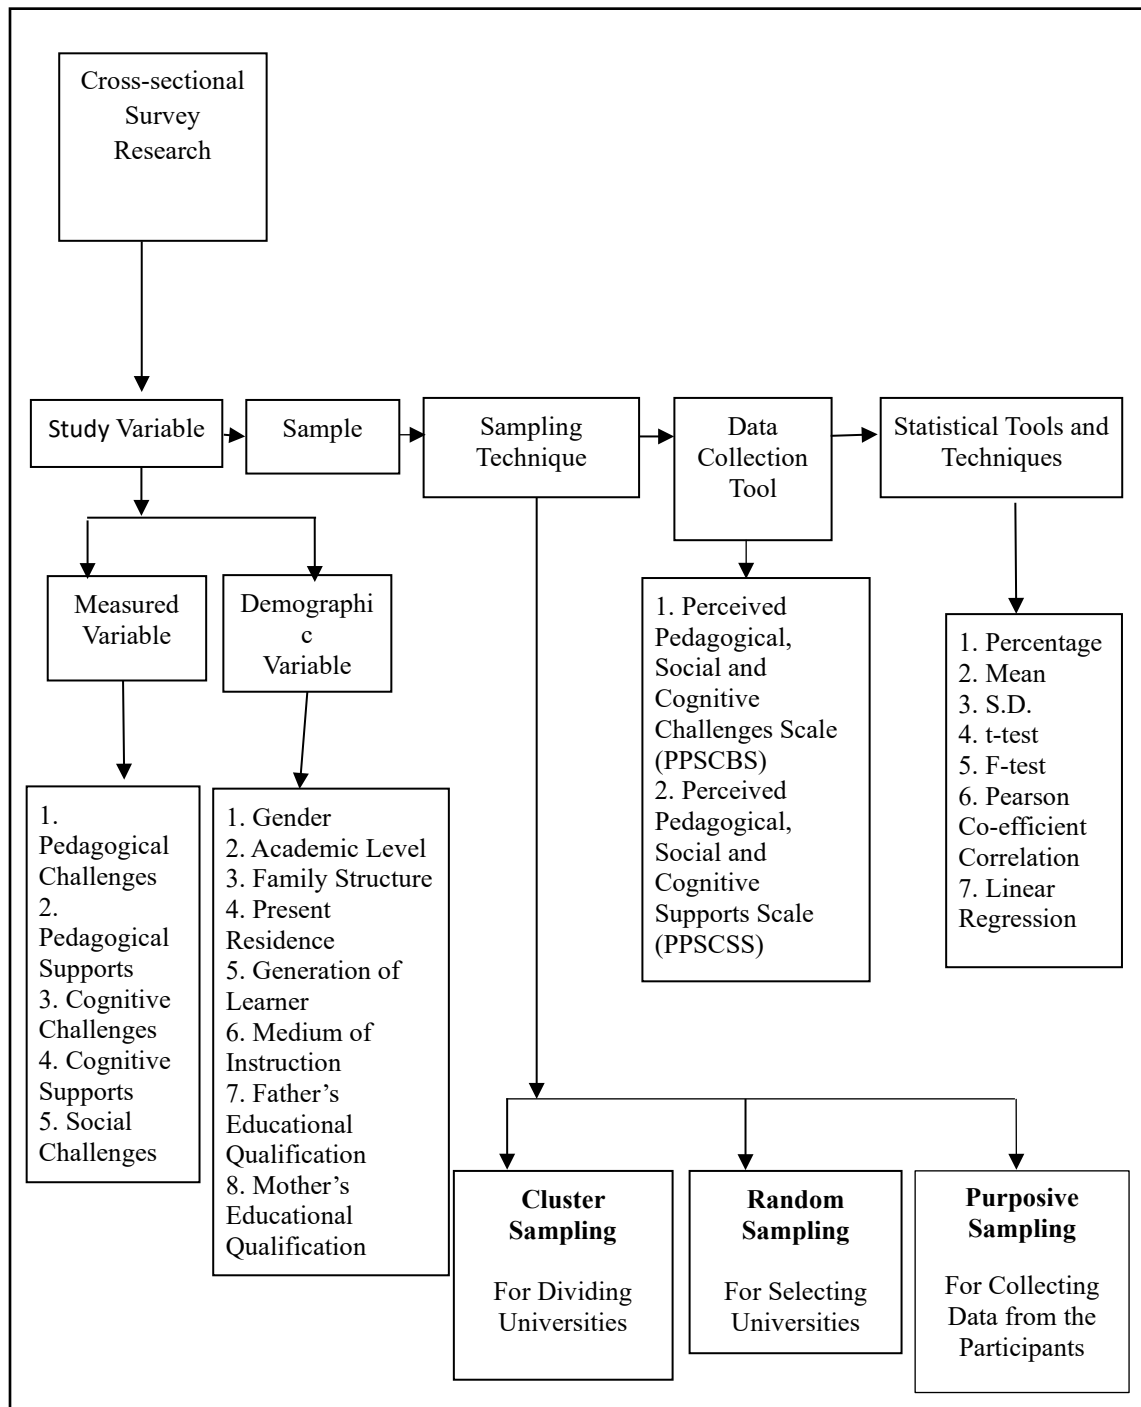 Cross-sectional
Survey
Research
Study Variable
Sample
Sampling
Technique
Data
Collection
Tool
Statistical Tools and
Techniques
Measured
Variable
Demographi
c
Variable
1. Perceived
Pedagogical,
Social and
Cognitive
Challenges Scale
(PPSCBS)
2. Perceived
Pedagogical,
Social and
Cognitive
Supports Scale
(PPSCSS)
1. Percentage
2. Mean
3. S.D.
4. t-test
5. F-test
6. Pearson
Co-efficient
Correlation
7. Linear
Regression
1.
Pedagogical
Challenges
2.
Pedagogical
Supports
3. Cognitive
Challenges
4. Cognitive
Supports
5. Social
Challenges
1. Gender
2. Academic Level
3. Family Structure
4. Present
Residence
5. Generation of
Learner
6. Medium of
Instruction
7. Father’s
Educational
Qualification
8. Mother’s
Educational
Qualification
Cluster
Sampling
For Dividing
Universities
Random
Sampling
For Selecting
Universities
Purposive
Sampling
For Collecting
Data from the
Participants